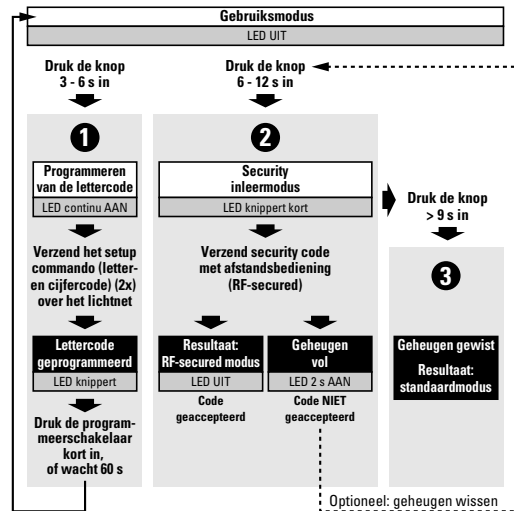 Gebruiksmodus
LED UIT
Druk de knop
3 - 6 s in
Druk de knop
6 - 12 s in
1
Programmeren
van de lettercode
LED continu AAN
Verzend het setup
commando (letter-
en cijfercode) (2x)
over het lichtnet
Lettercode
geprogrammeerd
LED knippert
Druk de program-
meerschakelaar
kort in,
of wacht 60 s
2
Security
inleermodus
LED knippert kort
Verzend security code
met afstandsbediening
(RF-secured)
Resultaat:
RF-secured modus
LED UIT
Code
geaccepteerd
Geheugen
vol
LED 2 s AAN
Code NIET
geaccepteerd
Druk de knop
> 9 s in
3
Geheugen gewist
Resultaat:
standaardmodus
Optioneel: geheugen wissen